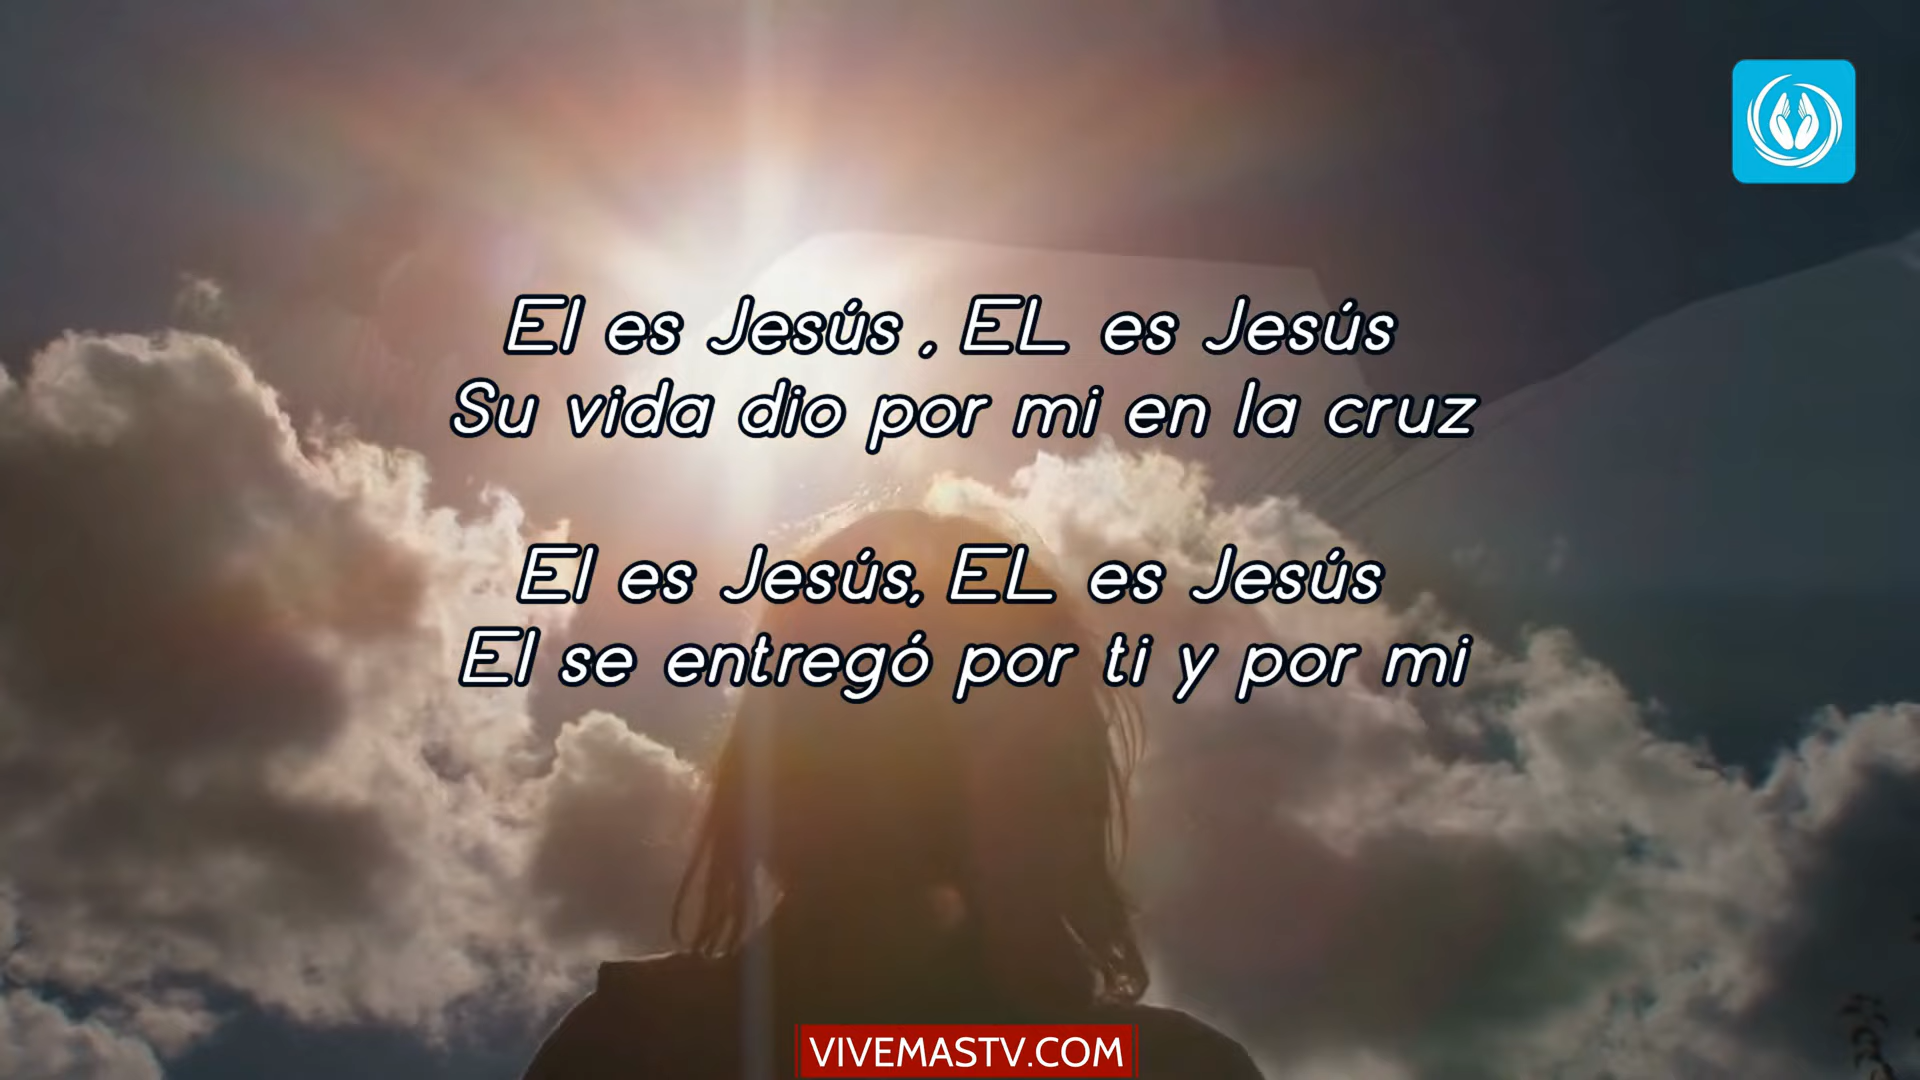 El es Jesús , EL es Jesús
Su vida dio por mi en la cruz
El es Jesús, EL es Jesús
El se entregó por ti y por mi
VIVEMASTV.COM